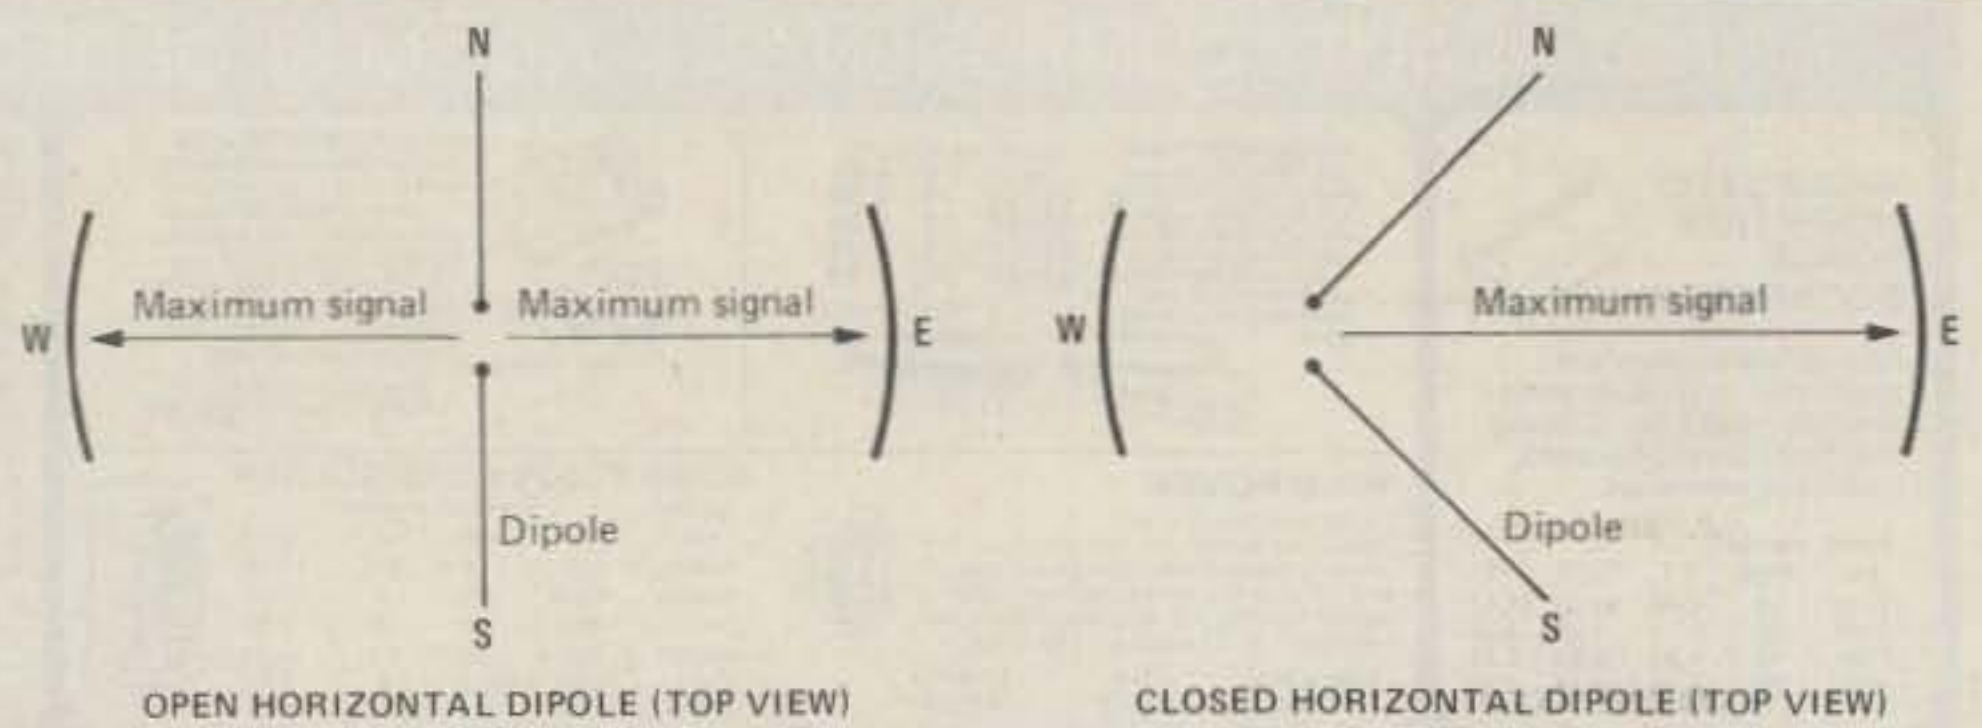 N
W
Maximum signal
Maximum signal
E
Dipole
S
OPEN HORIZONTAL DIPOLE (TOP VIEW)
N
W
Maximum signal
E
Dipole
S
CLOSED HORIZONTAL DIPOLE (TOP VIEW)